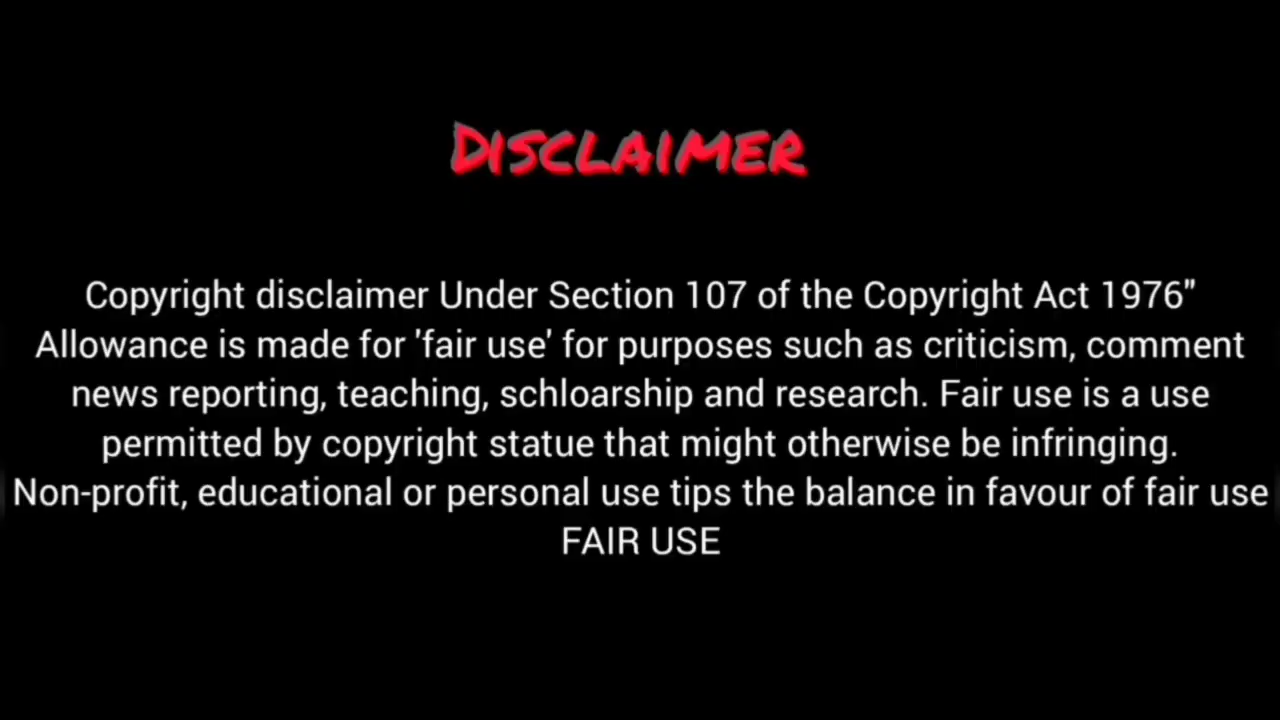 DISCLAIMER
Copyright disclaimer Under Section 107 of the Copyright Act 1976"
Allowance is made for 'fair use' for purposes such as criticism, comment
news reporting, teaching, schloarship and research. Fair use is a use
permitted by copyright statue that might otherwise be infringing.
Non-profit, educational or personal use tips the balance in favour of fair use
FAIR USE